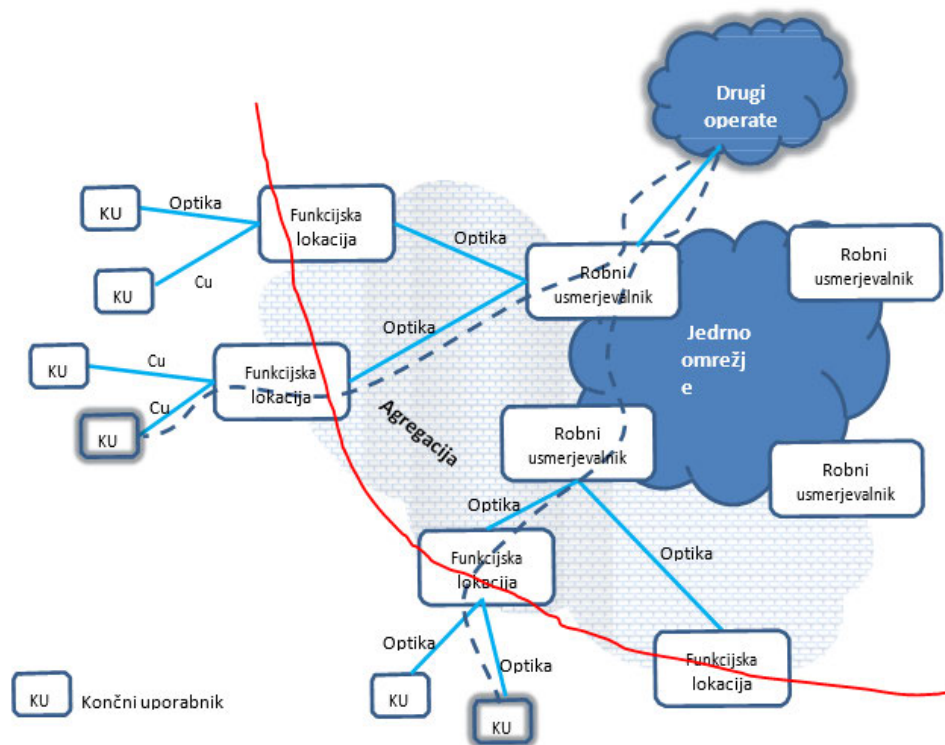 Drugi
operate
KU
Optika
Funkcijska
lokacija
Optika
KU
Cu
Robni
usmerjevalnik
Robni
usmerjevalnik
Optika
Jedrno
omrežj
e
KU
Cu
Funkcijska
lokacija
Cu
KU
Agregacija
Robni
usmerjevalnik
Robni
usmerjevalnik
Optika
Funkcijska
lokacija
Optika
Optika
Optika
Funkcijska
lokacija
KU
KU
KU Končni uporabnik